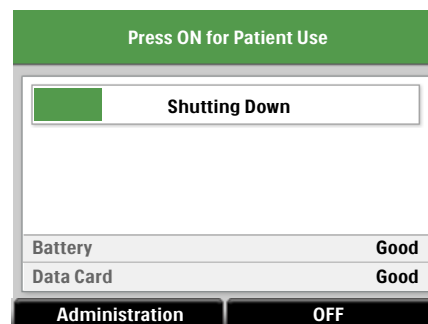 Press ON for Patient Use
Shutting Down
Battery Good
Data Card Good
Administration OFF